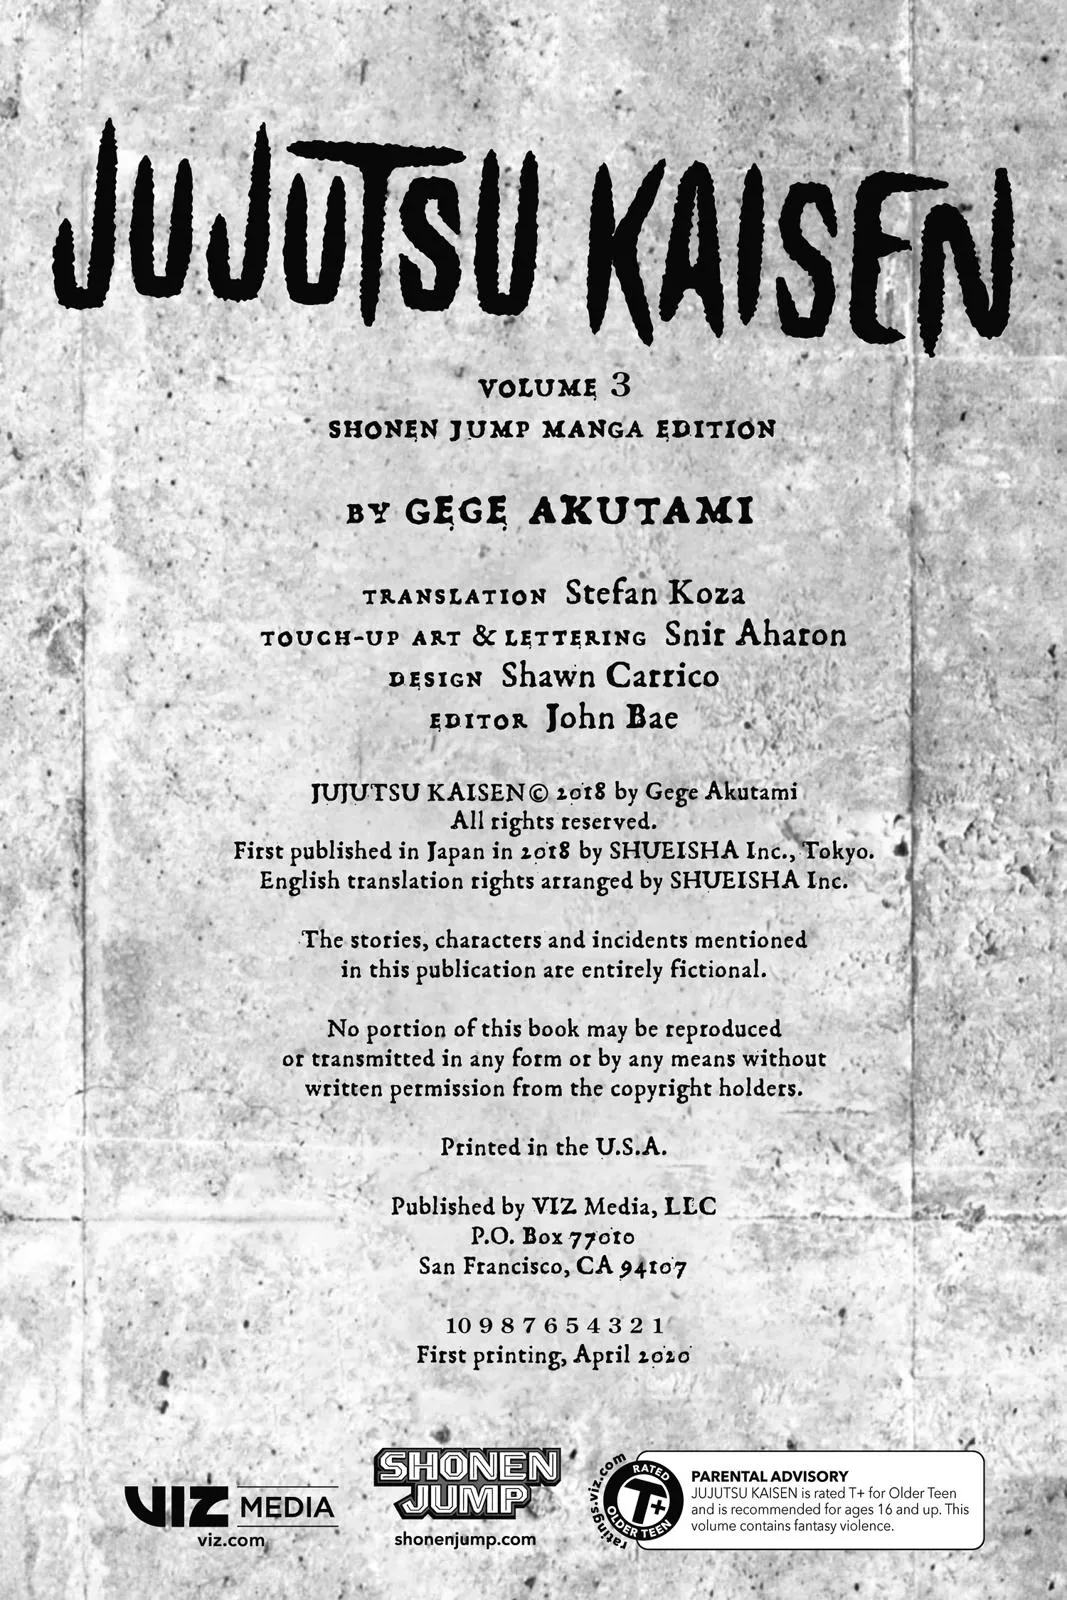 JUJUTSU KAISEN
VOLUME 3
SHONEN JUMP MANGA EDITION
BY GEGE AKUTAMI
TRANSLATION Stefan Koza
TOUCH-UP ART & LETTERING Snir Aharon
DESIGN Shawn Carrico
EDITOR John Bae
JUJUTSU KAISEN © 2018 by Gege Akutami
All rights reserved.
First published in Japan in 2018 by SHUEISHA Inc., Tokyo.
English translation rights arranged by SHUEISHA Inc.
The stories, characters and incidents mentioned
in this publication are entirely fictional.
No portion of this book may be reproduced
or transmitted in any form or by any means without
written permission from the copyright holders.
Printed in the U.S.A.
Published by VIZ Media, LLC
P.O. Box 77010
San Francisco, CA 94107
10 9 8 7 6 5 4 3 2 1
First printing, April 2020
VIZ MEDIA
viz.com
SHONEN
JUMP
shonenjump.com
ratings.viz.com
RATED
T+
OLDER TEEN
PARENTAL ADVISORY
JUJUTSU KAISEN is rated T+ for Older Teen
and is recommended for ages 16 and up. This
volume contains fantasy violence.